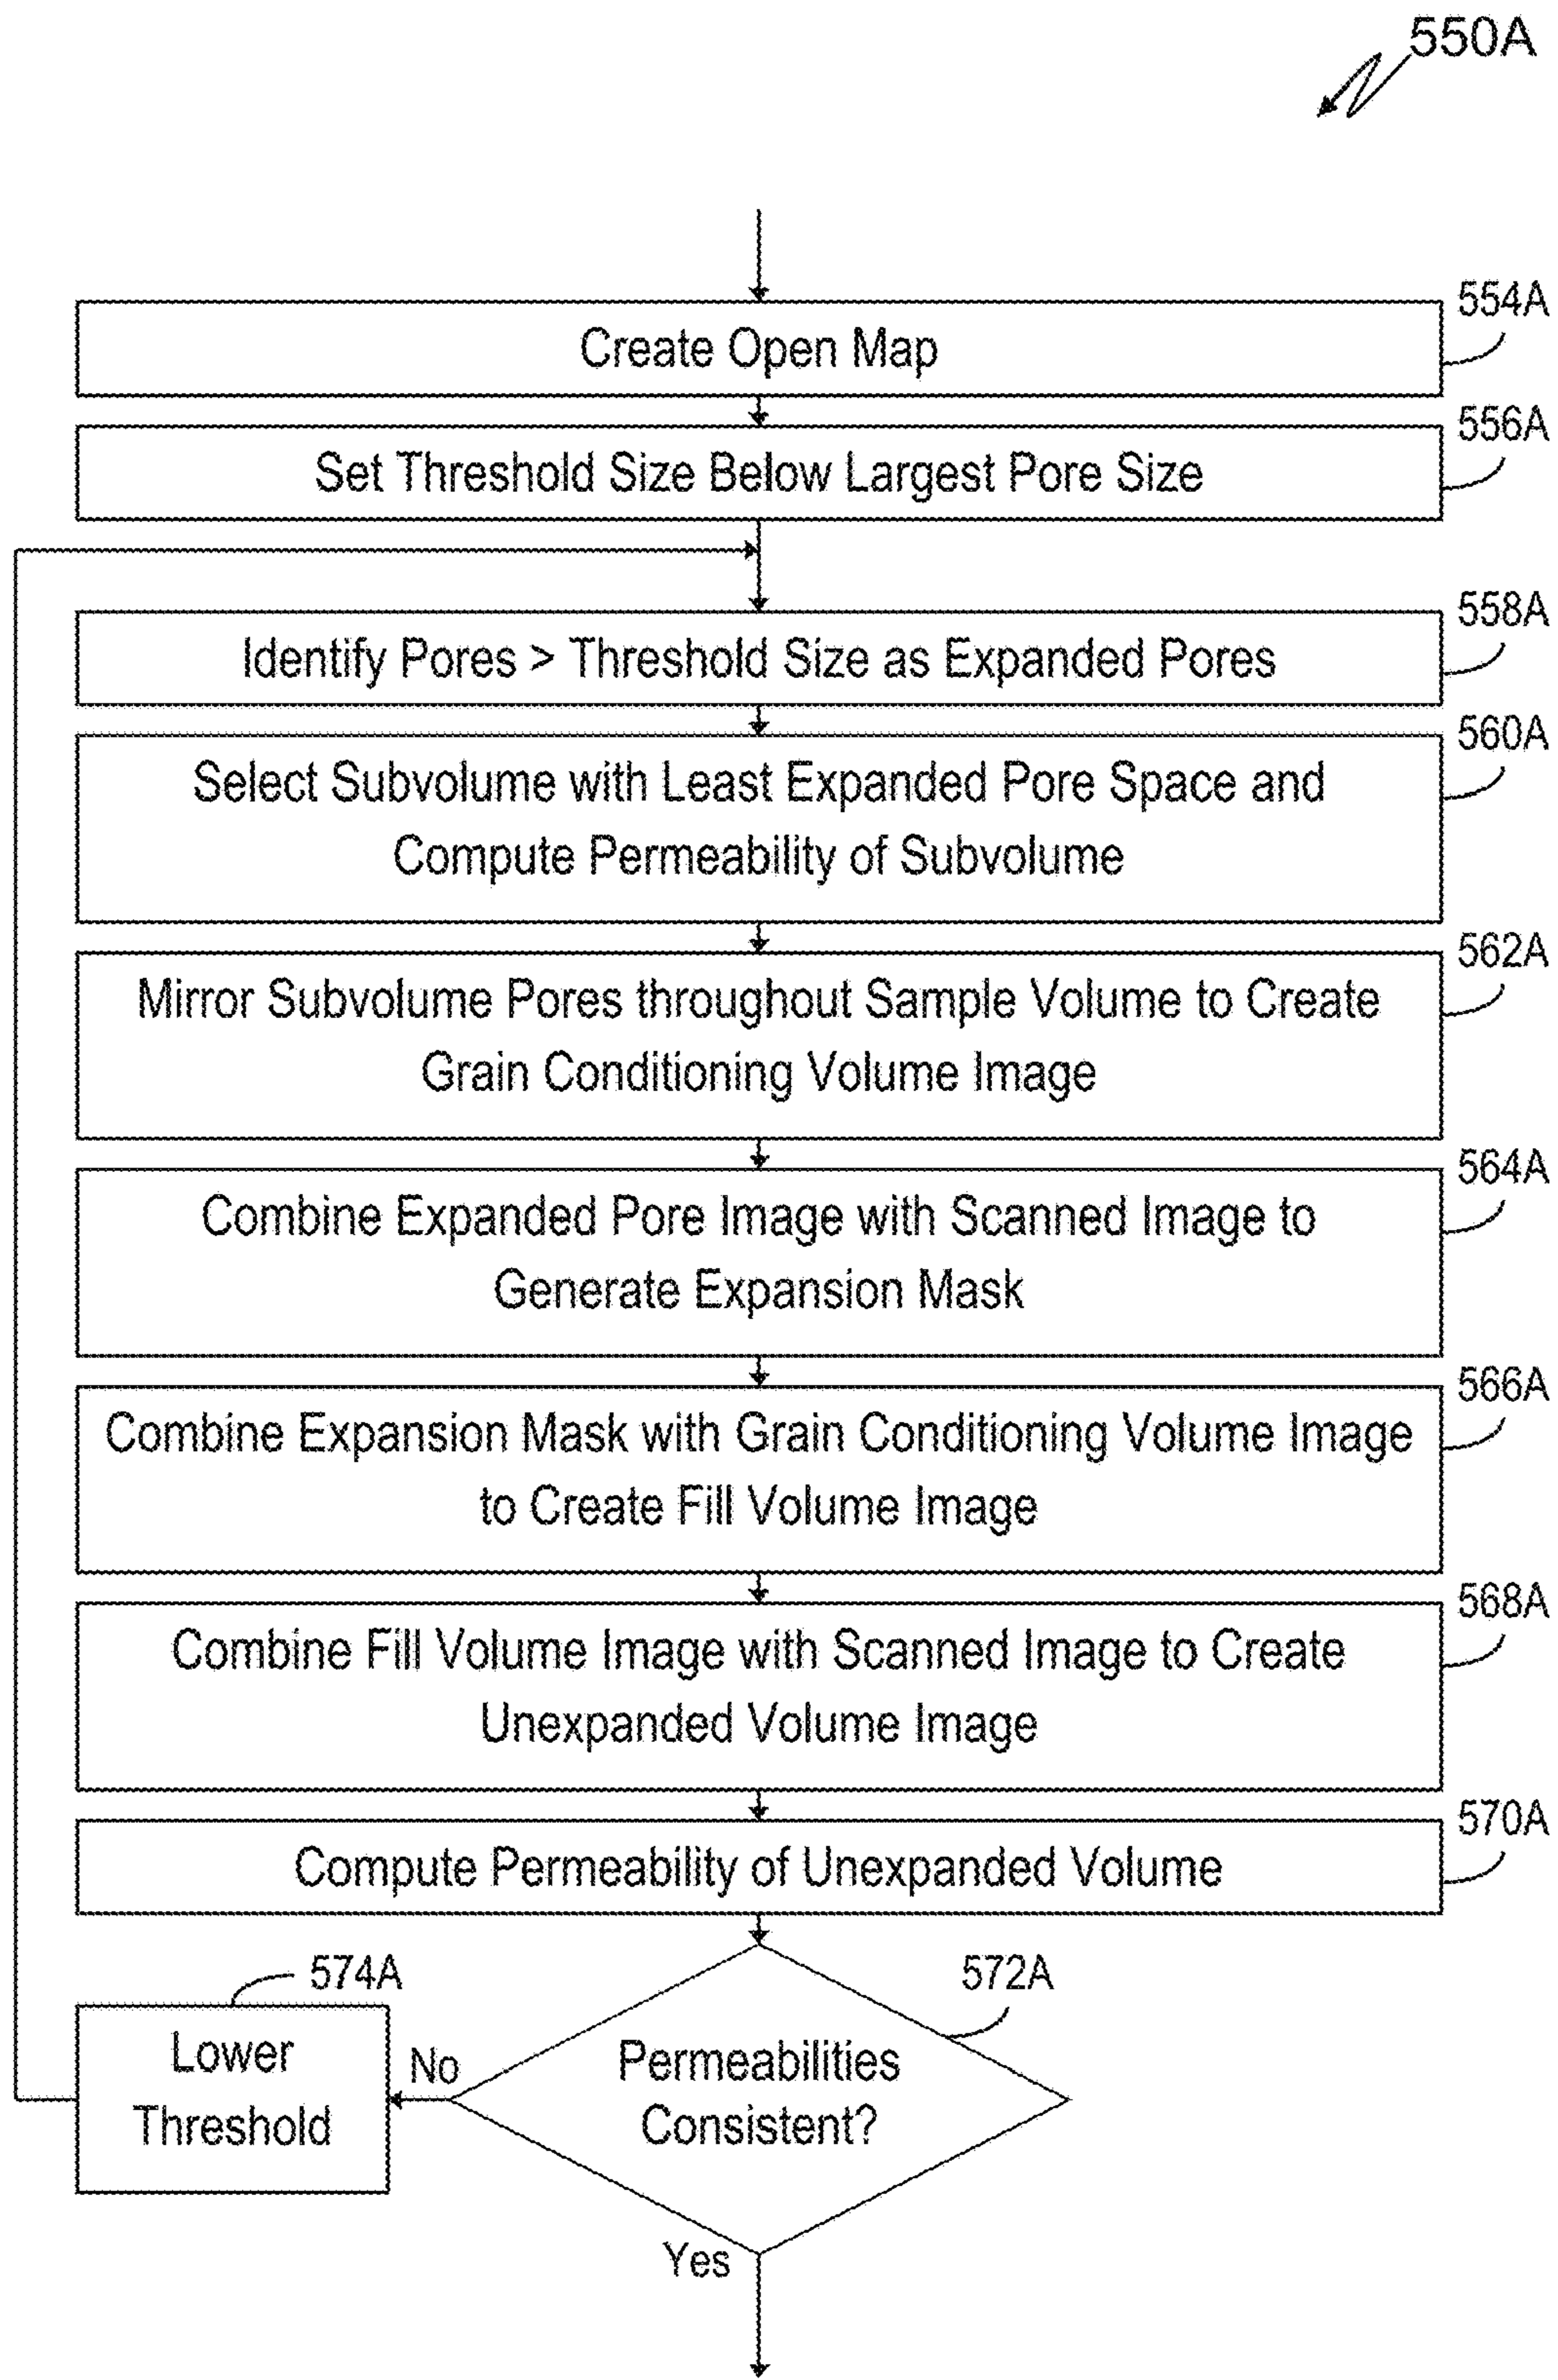 550A
554A
Create Open Map
556A
Set Threshold Size Below Largest Pore Size
558A
Identify Pores > Threshold Size as Expanded Pores
560A
Select Subvolume with Least Expanded Pore Space and
Compute Permeability of Subvolume
562A
Mirror Subvolume Pores throughout Sample Volume to Create
Grain Conditioning Volume Image
564A
Combine Expanded Pore Image with Scanned Image to
Generate Expansion Mask
566A
Combine Expansion Mask with Grain Conditioning Volume Image
to Create Fill Volume Image
568A
Combine Fill Volume Image with Scanned Image to Create
Unexpanded Volume Image
570A
Compute Permeability of Unexpanded Volume
572A
Permeabilities
Consistent?
574A
Lower
Threshold
No
Yes